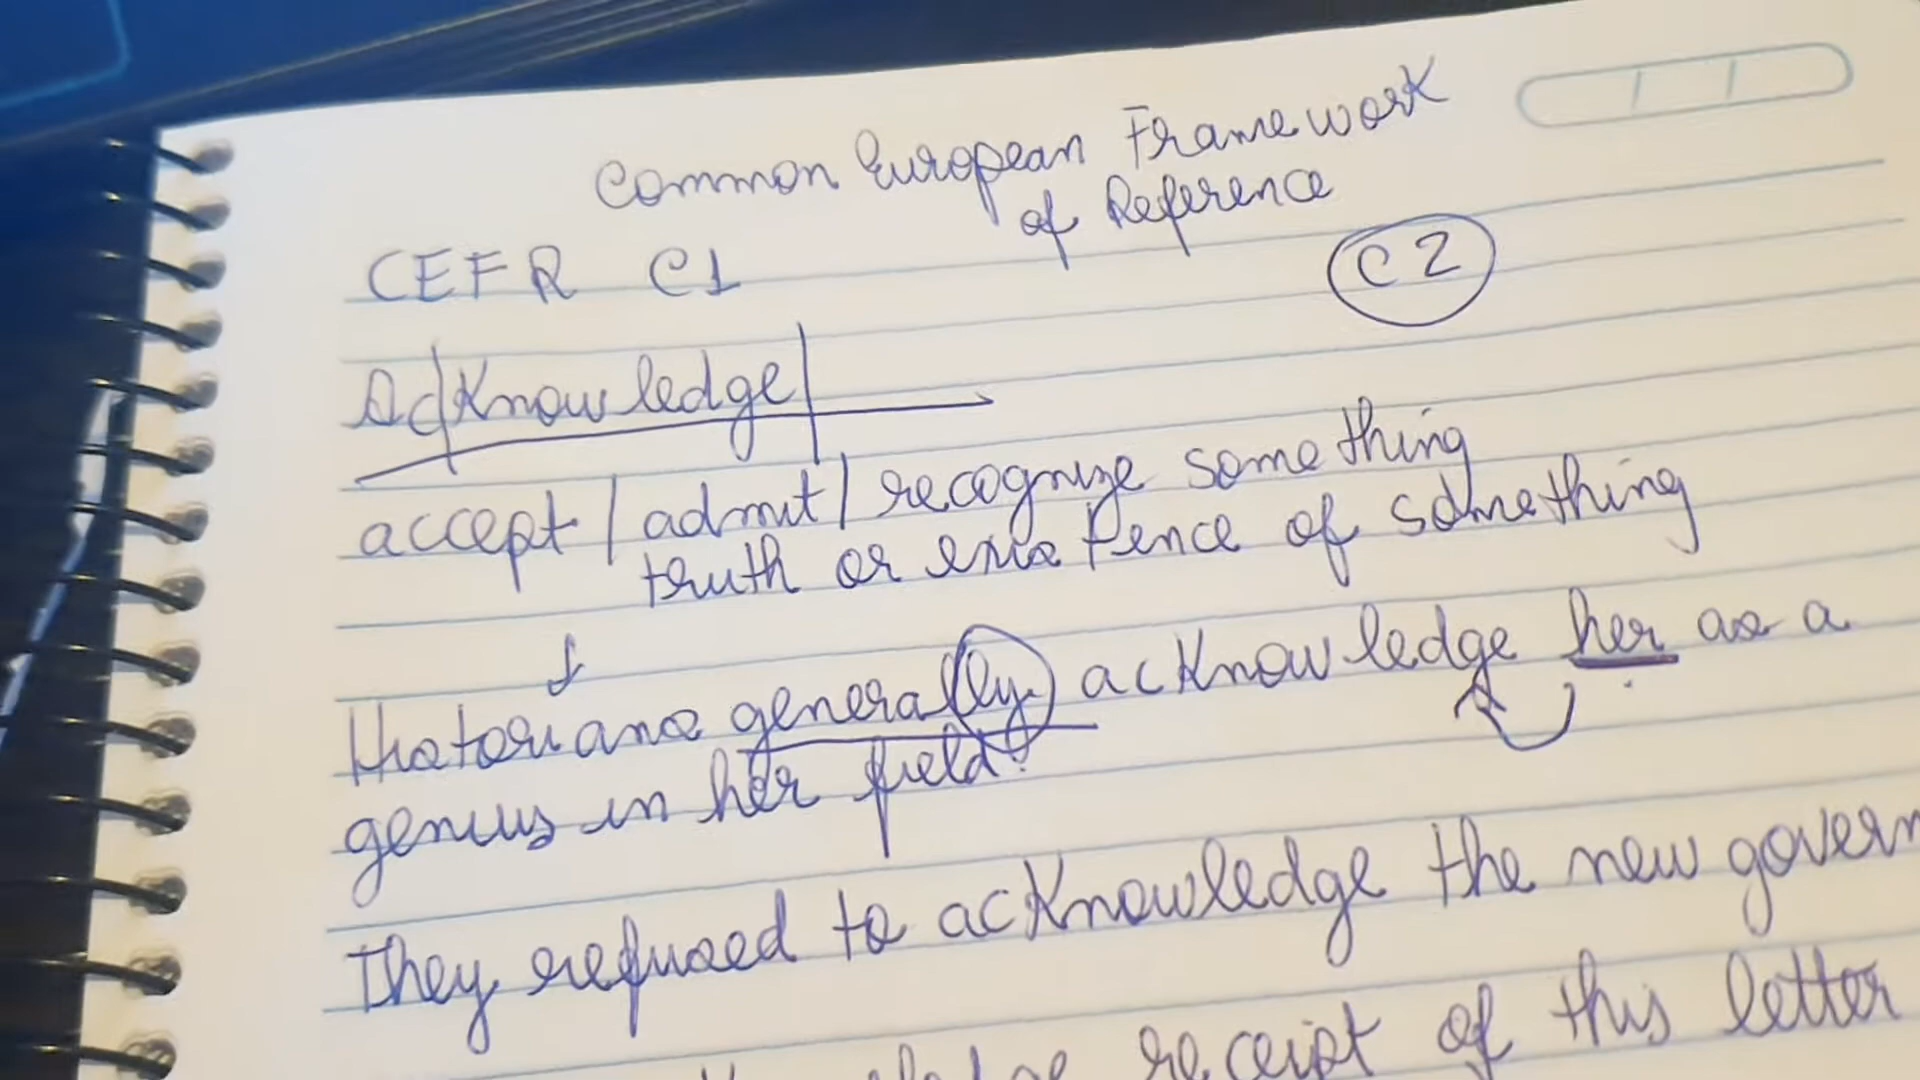 Common European Framework
of Reference
CEFR C1
C2
Acknowledge
accept / admit / recognize something
truth or existence of something
Historians generally acknowledge her as a
genius in her field.
They refused to acknowledge the new govern
receipt of this letter